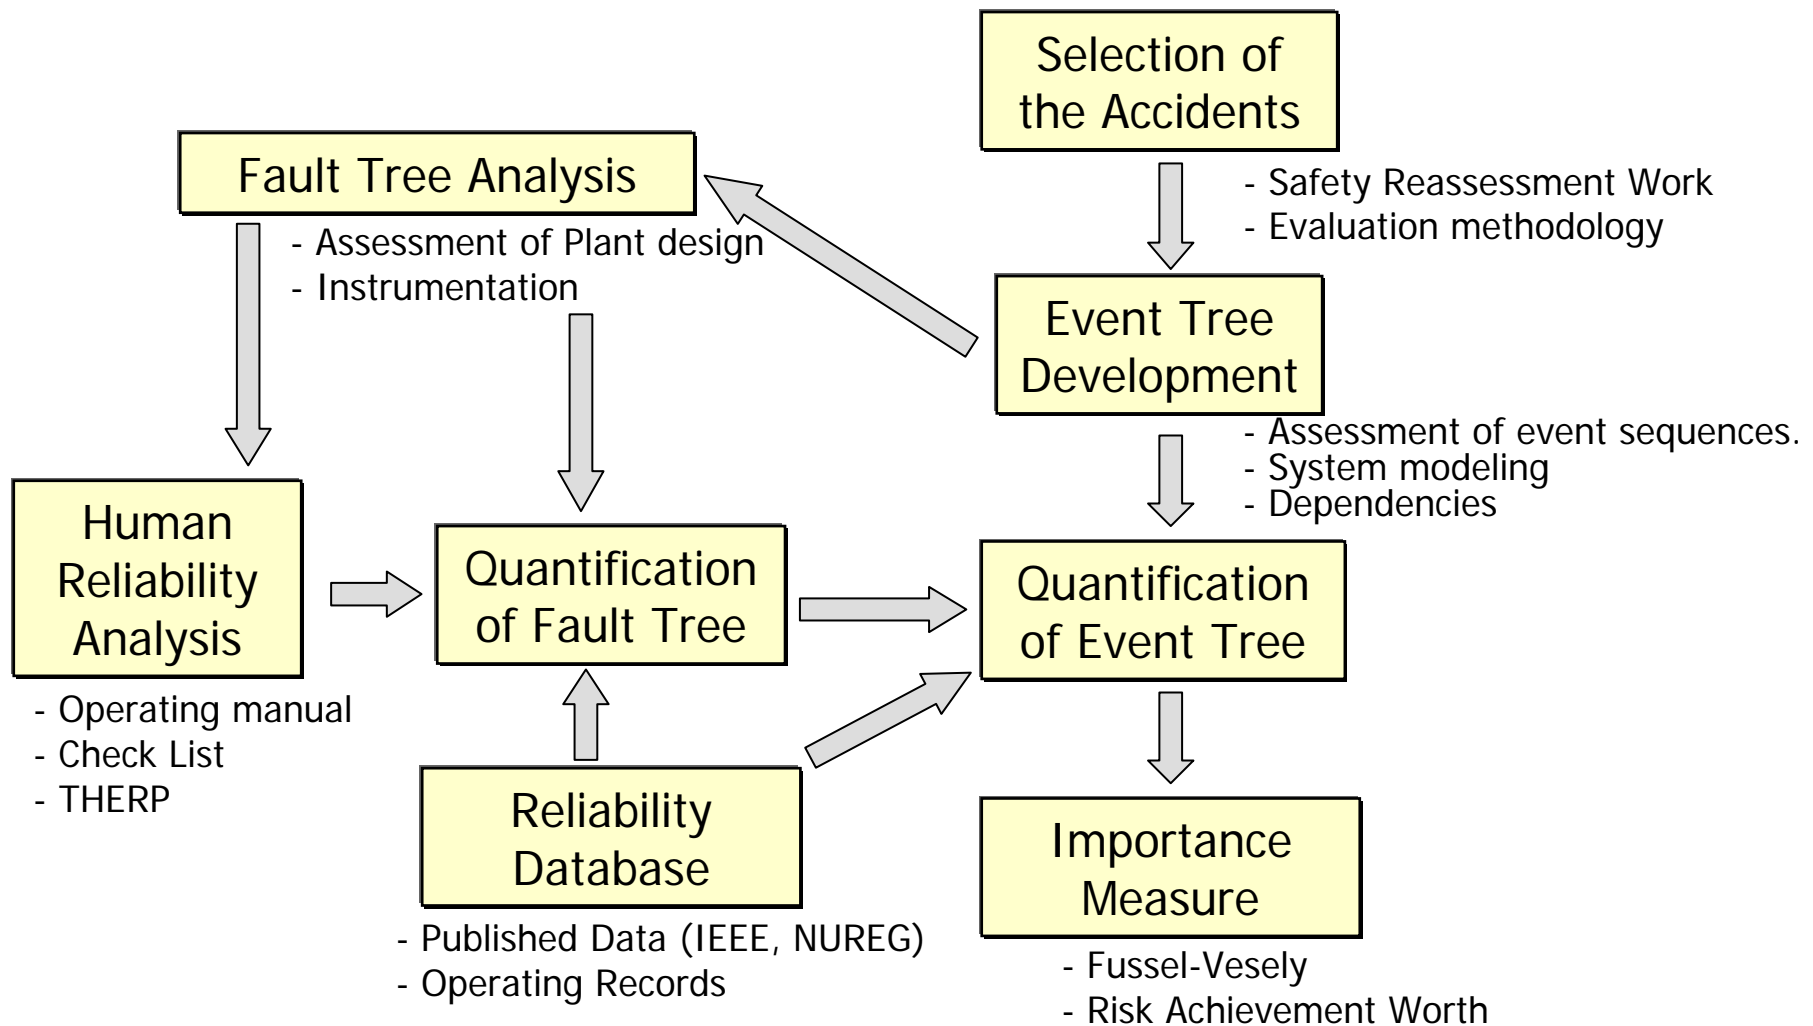 Selection of
the Accidents
- Safety Reassessment Work
- Evaluation methodology
Fault Tree Analysis
- Assessment of Plant design
- Instrumentation
Event Tree
Development
- Assessment of event sequences.
- System modeling
- Dependencies
Human
Reliability
Analysis
- Operating manual
- Check List
- THERP
Quantification
of Fault Tree
Quantification
of Event Tree
Reliability
Database
- Published Data (IEEE, NUREG)
- Operating Records
Importance
Measure
- Fussel-Vesely
- Risk Achievement Worth